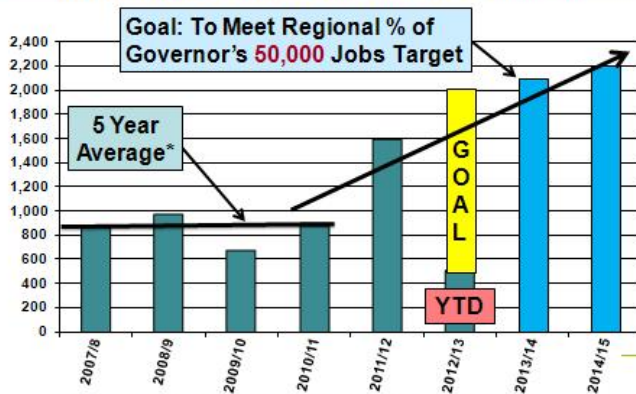 Goal: To Meet Regional % of
Governor's 50,000 Jobs Target
2,400
2,200
2,000
1,800
1,600
1,400
1,200
1,000
800
600
400
200
0
5 Year
Average*
G
O
A
L
YTD
2007/8
2008/9
2009/10
2010/11
2011/12
2012/13
2013/14
2014/15